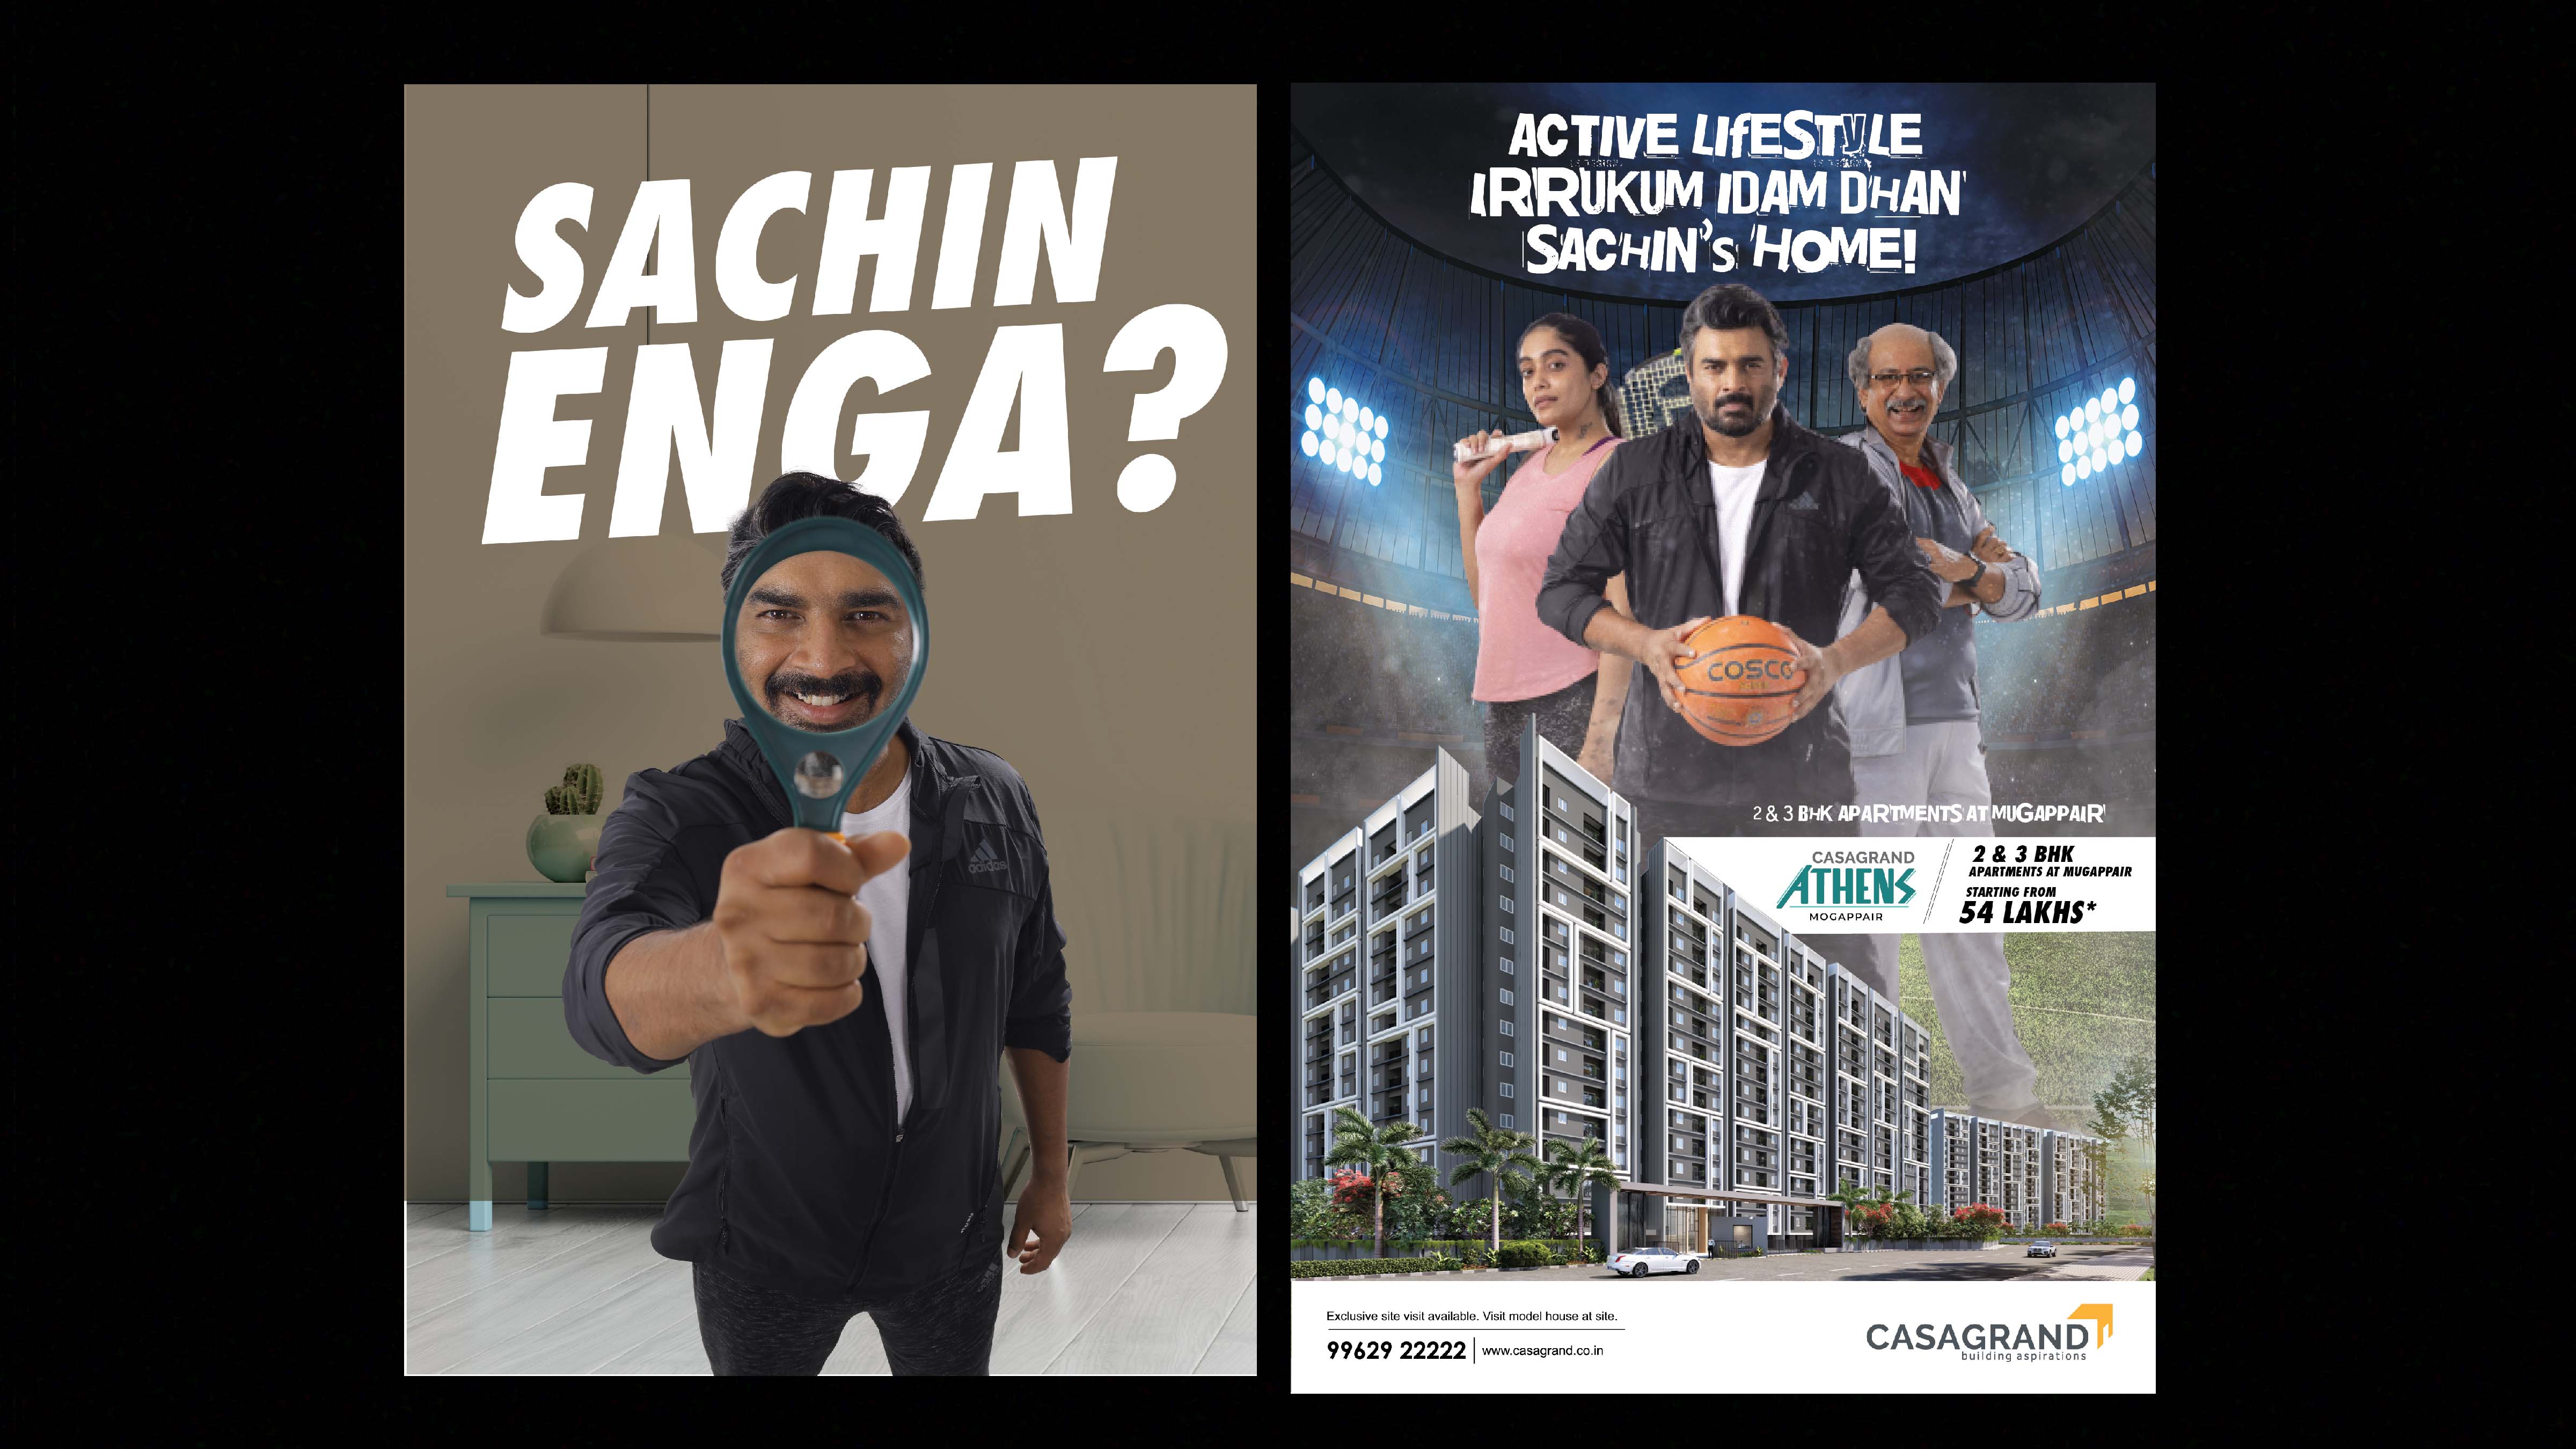 SACHIN
ENGA?
adidas
ACTIVE LIfESTyLE
IRRUKUM IDAM DHAN
SACHIN's HOME!
COSCO
2 & 3 BHK APARTMENTS AT MUGAPPAIR
CASAGRAND
ATHENS
MOGAPPAIR
2 & 3 BHK
APARTMENTS AT MUGAPPAIR
STARTING FROM
54 LAKHS*
Exclusive site visit available. Visit model house at site.
99629 22222 | www.casagrand.co.in
CASAGRAND
building aspirations